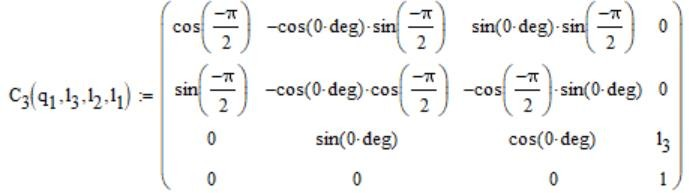 C₃(q₁,l₃,l₂,l₁) := ( cos(-π/2) -cos(0·deg)·sin(-π/2) sin(0·deg)·sin(-π/2) 0
sin(-π/2) -cos(0·deg)·cos(-π/2) -cos(-π/2)·sin(0·deg) 0
0 sin(0·deg) cos(0·deg) l₃
0 0 0 1 )